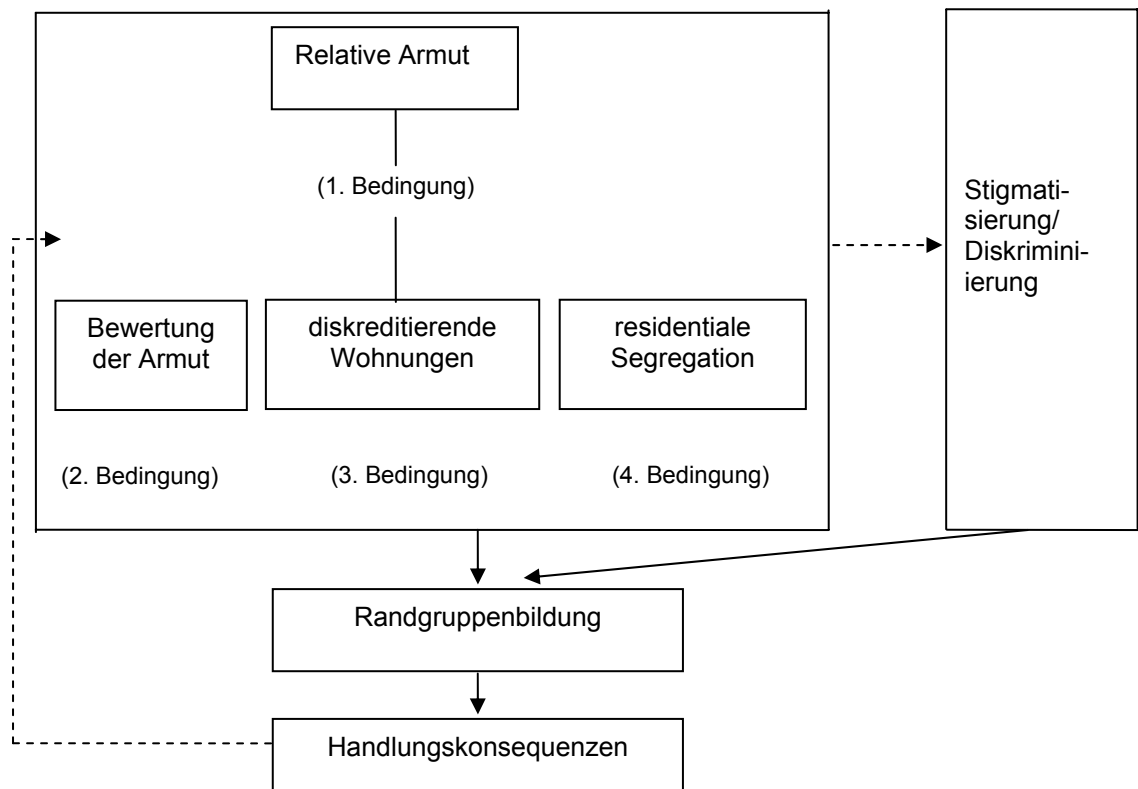 Relative Armut
(1. Bedingung)
Stigmati-
sierung/
Diskrimini-
ierung
Bewertung
der Armut
diskreditierende
Wohnungen
residentiale
Segregation
(2. Bedingung)
(3. Bedingung)
(4. Bedingung)
Randgruppenbildung
Handlungskonsequenzen